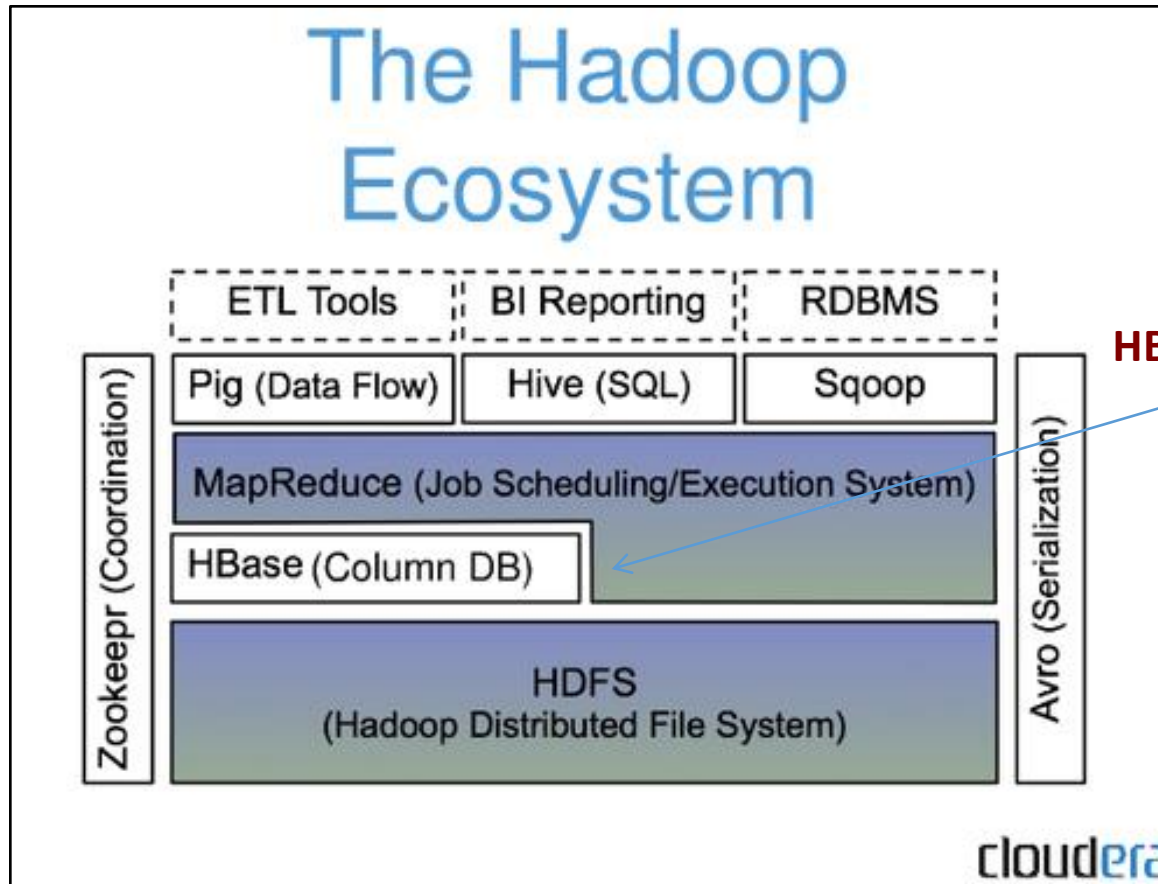 The Hadoop
Ecosystem
ETL Tools
BI Reporting
RDBMS
HB
Pig (Data Flow)
Hive (SQL)
Sqoop
Zookeepr (Coordination)
MapReduce (Job Scheduling/Execution System)
Avro (Serialization)
HBase (Column DB)
HDFS
(Hadoop Distributed File System)
cloudera